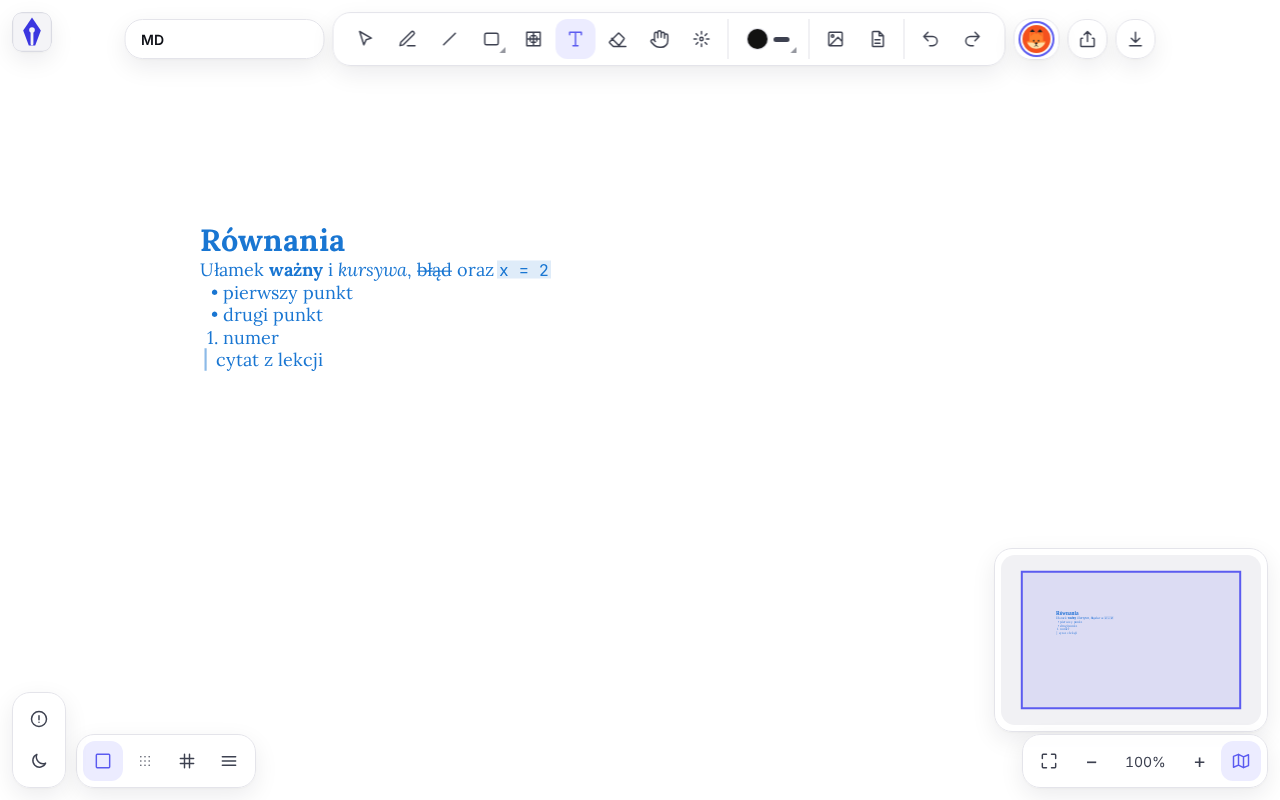 MD
Równania
Ułamek ważny i kursywa, błąd oraz x = 2
• pierwszy punkt
• drugi punkt
1. numer
cytat z lekcji
100%